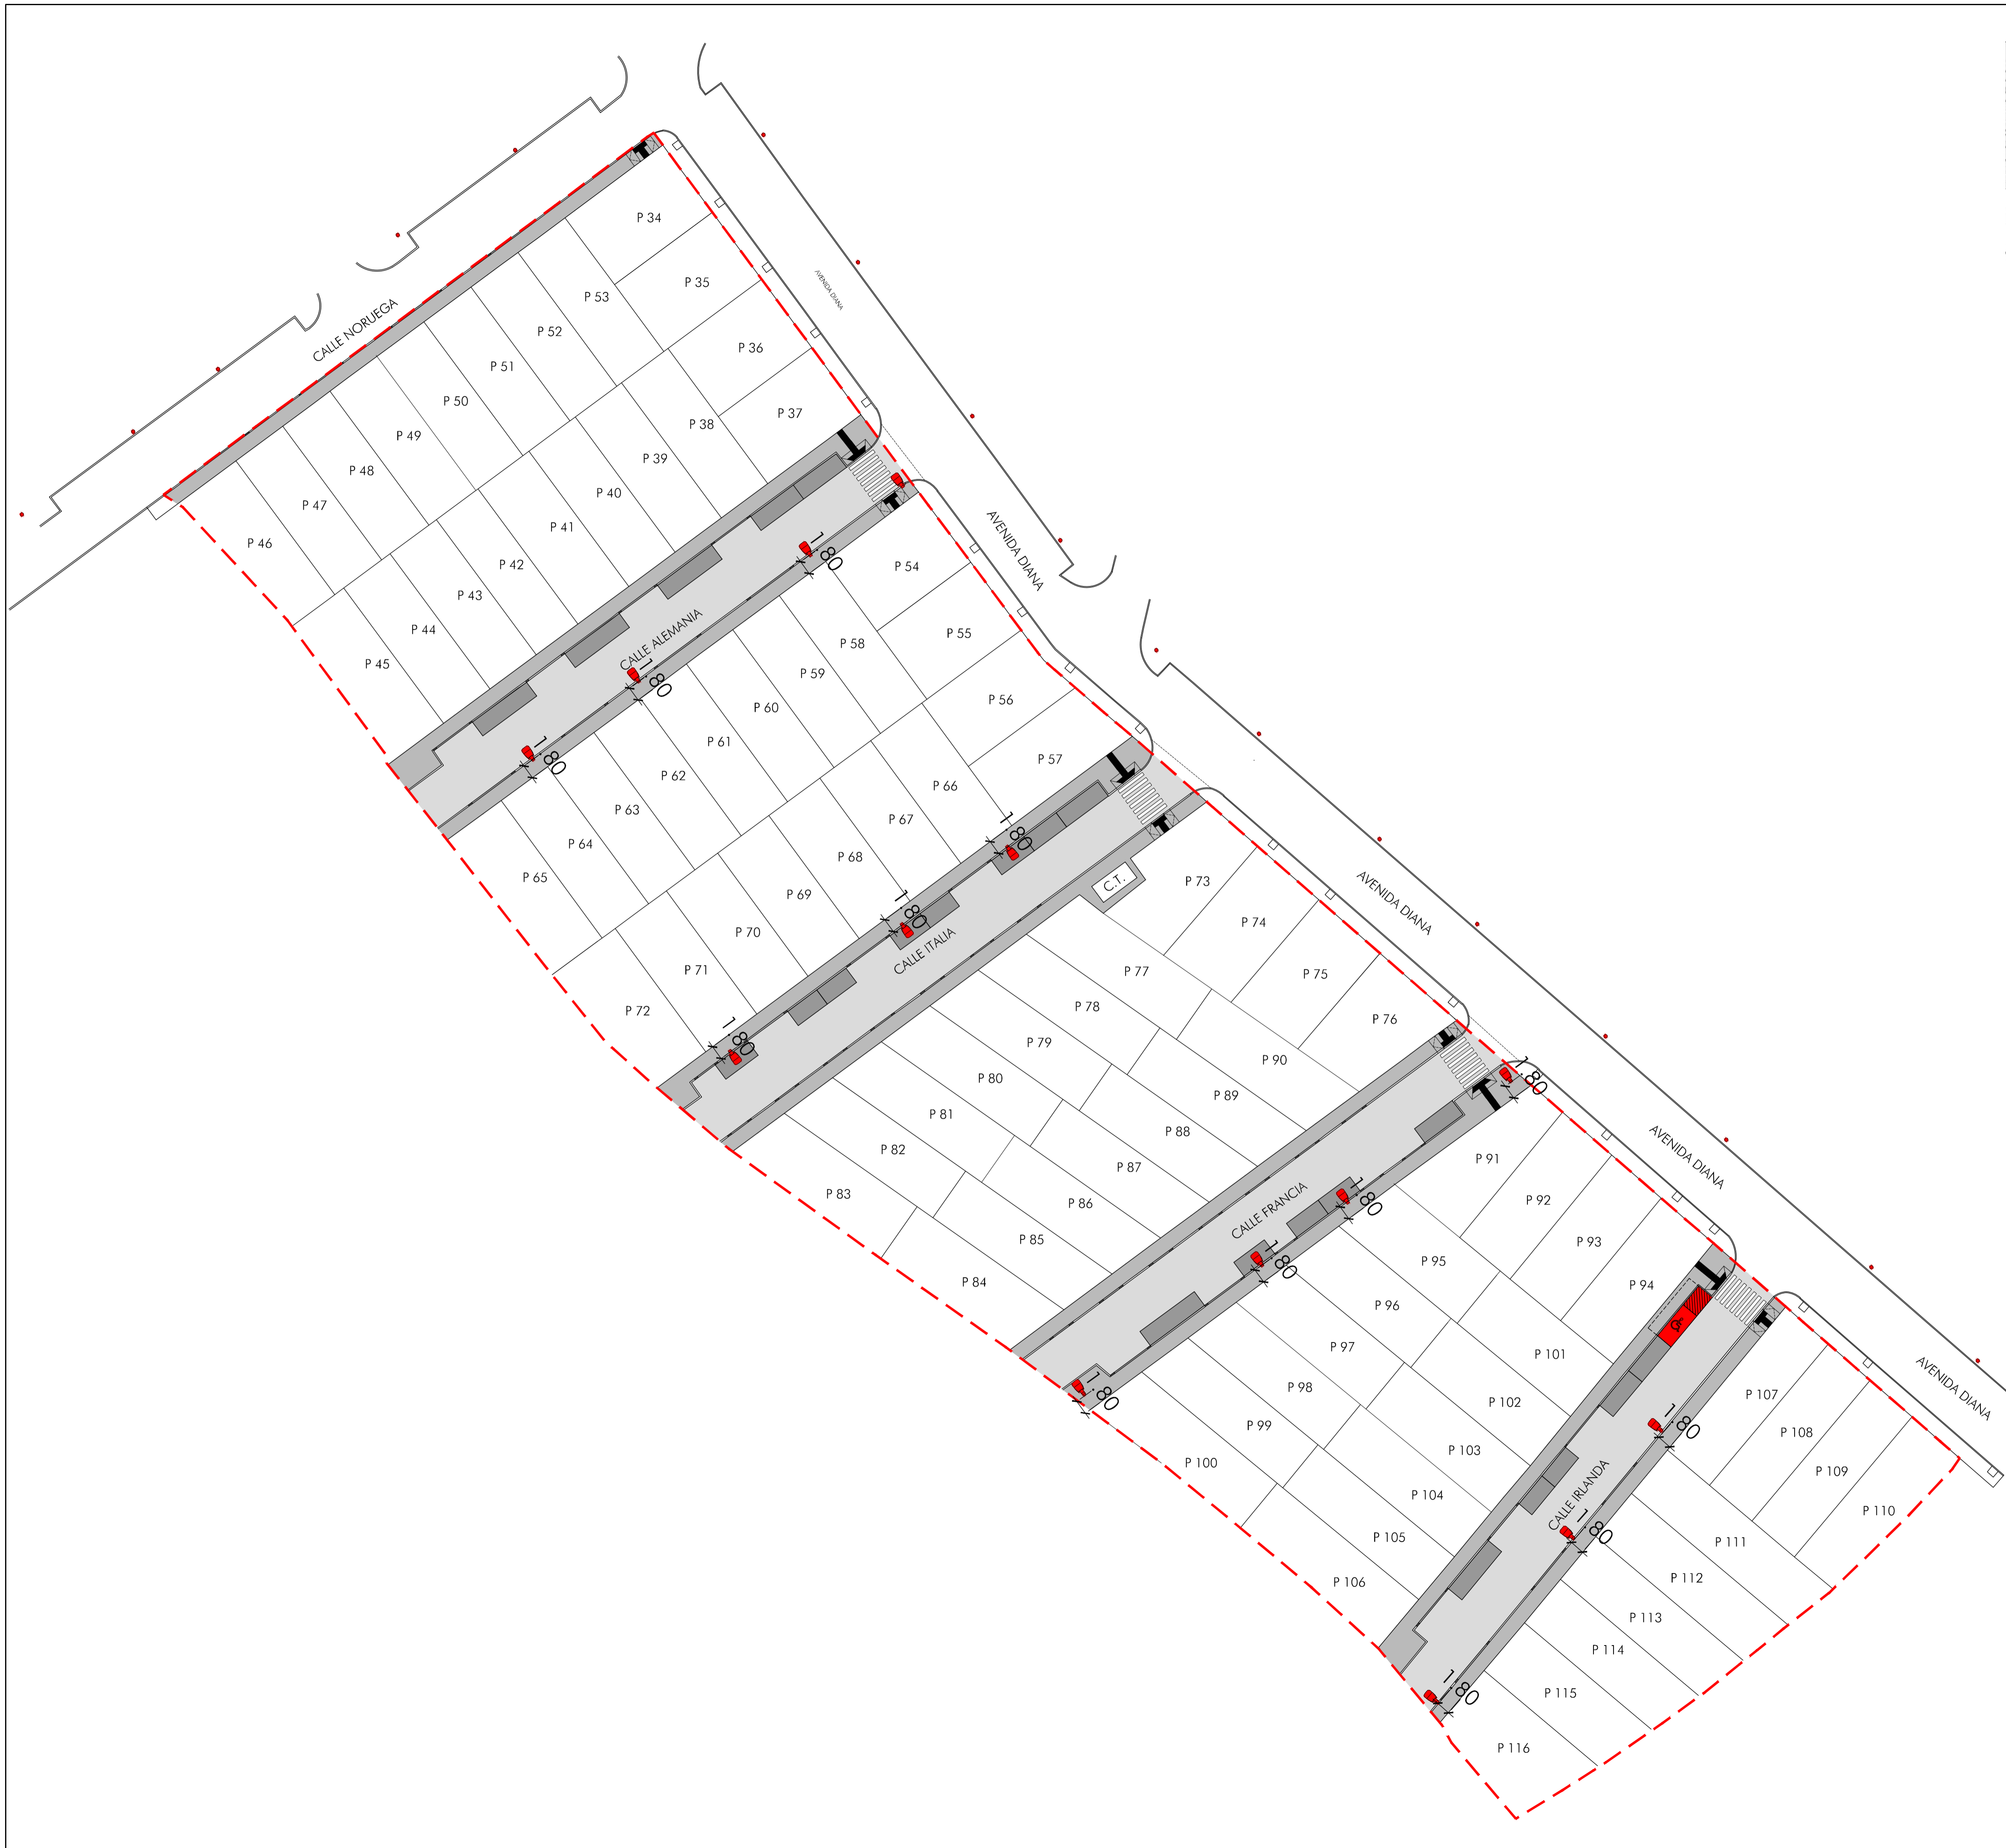 CALLE NORUEGA
AVENIDA DIANA
P 34
P 35
P 36
P 37
P 53
P 52
P 51
P 50
P 49
P 48
P 47
P 46
P 38
P 39
P 40
P 41
P 42
P 43
P 44
P 45
CALLE ALEMANIA
1.80
1.80
1.80
AVENIDA DIANA
P 54
P 55
P 56
P 57
P 58
P 59
P 60
P 61
P 62
P 63
P 64
P 65
P 66
P 67
P 68
P 69
P 70
P 71
P 72
1.80
1.80
1.80
CALLE ITALIA
C.T.
AVENIDA DIANA
P 73
P 74
P 75
P 76
P 77
P 78
P 79
P 80
P 81
P 82
P 83
P 90
P 89
P 88
P 87
P 86
P 85
P 84
CALLE FRANCIA
1.80
1.80
1.80
1.80
AVENIDA DIANA
P 91
P 92
P 93
P 94
P 95
P 96
P 97
P 98
P 99
P 100
P 101
P 102
P 103
P 104
P 105
P 106
CALLE IRLANDA
1.80
1.80
1.80
AVENIDA DIANA
P 107
P 108
P 109
P 110
P 111
P 112
P 113
P 114
P 115
P 116